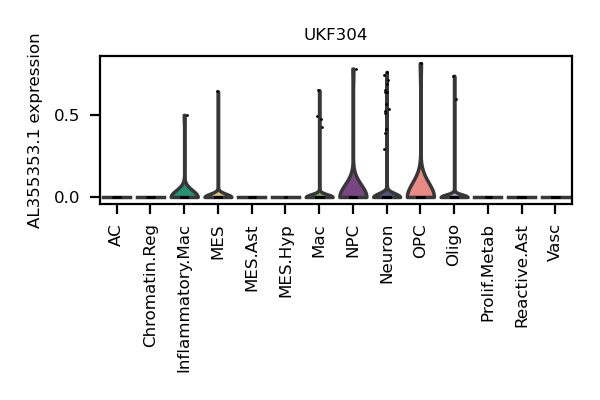 UKF304
AL355353.1 expression
0.5
0.0
AC
Chromatin.Reg
Inflammatory.Mac
MES
MES.Ast
MES.Hyp
Mac
NPC
Neuron
OPC
Oligo
Prolif.Metab
Reactive.Ast
Vasc